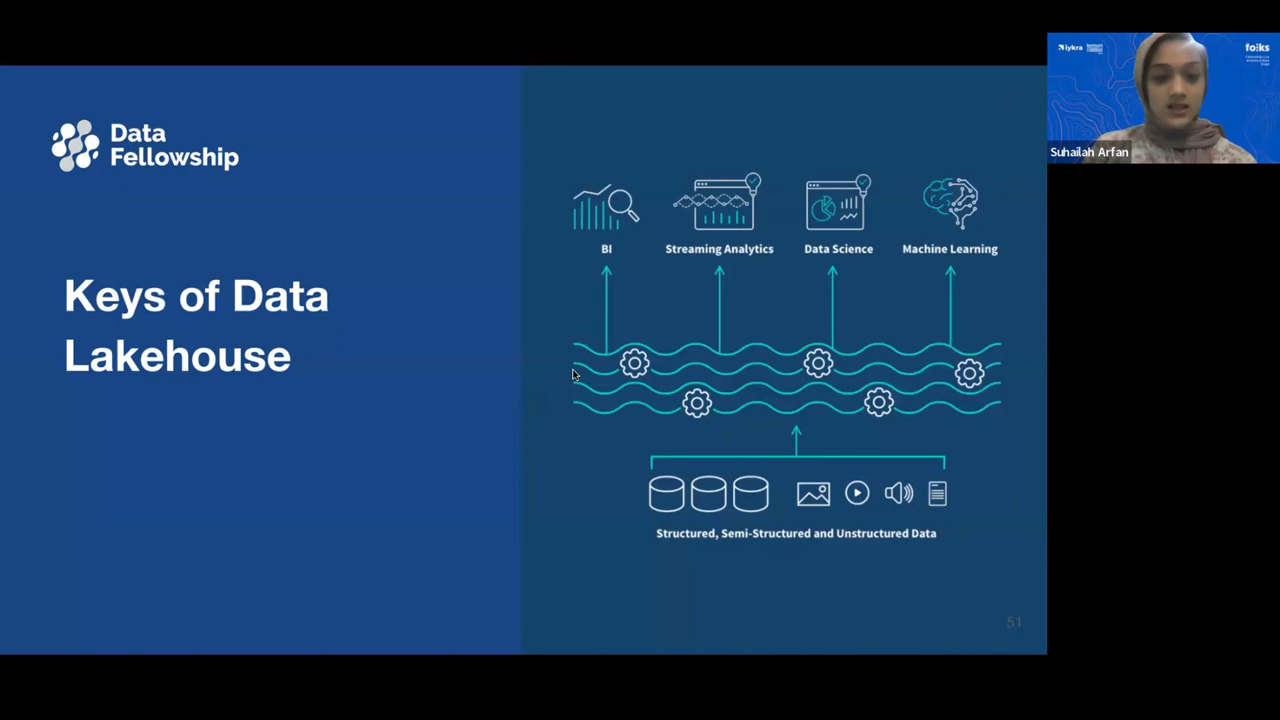 Data
Fellowship
Keys of Data
Lakehouse
BI
Streaming Analytics
Data Science
Machine Learning
Structured, Semi-Structured and Unstructured Data
51
iykra
Suhailah Arfan